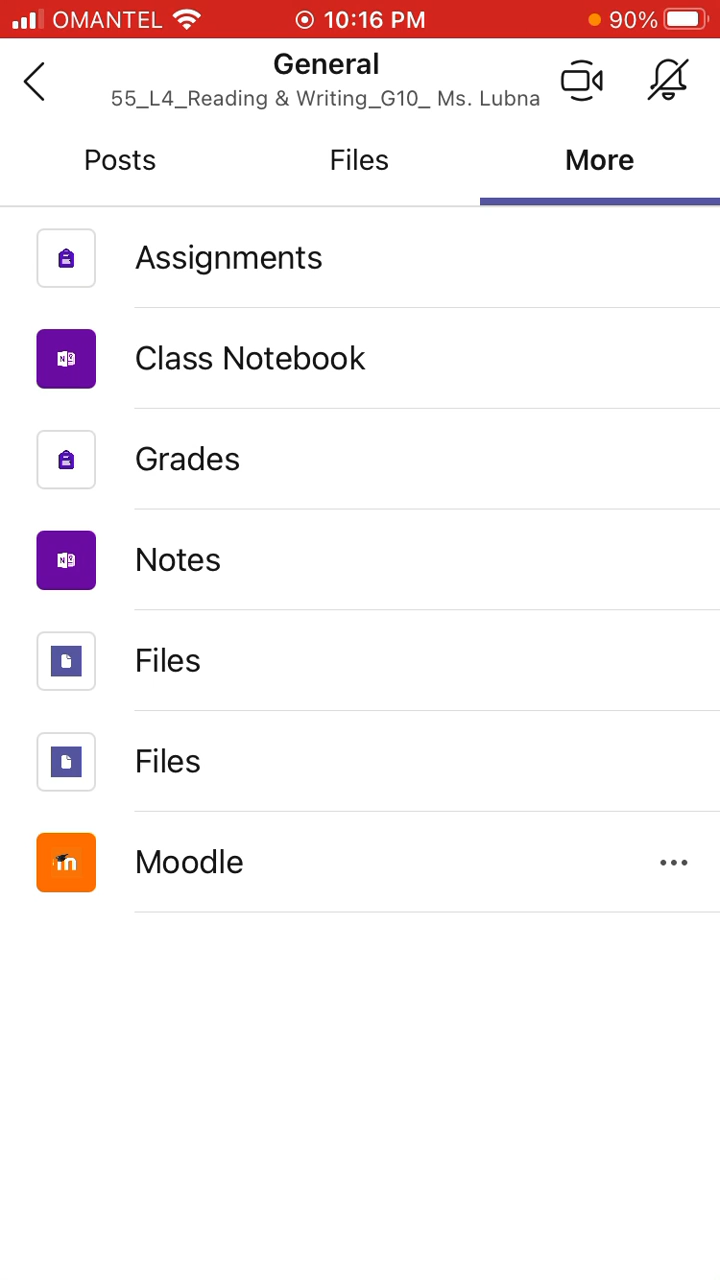 OMANTEL 10:16 PM 90%
General
55_L4_Reading & Writing_G10_ Ms. Lubna
Posts Files More
Assignments
Class Notebook
Grades
Notes
Files
Files
Moodle